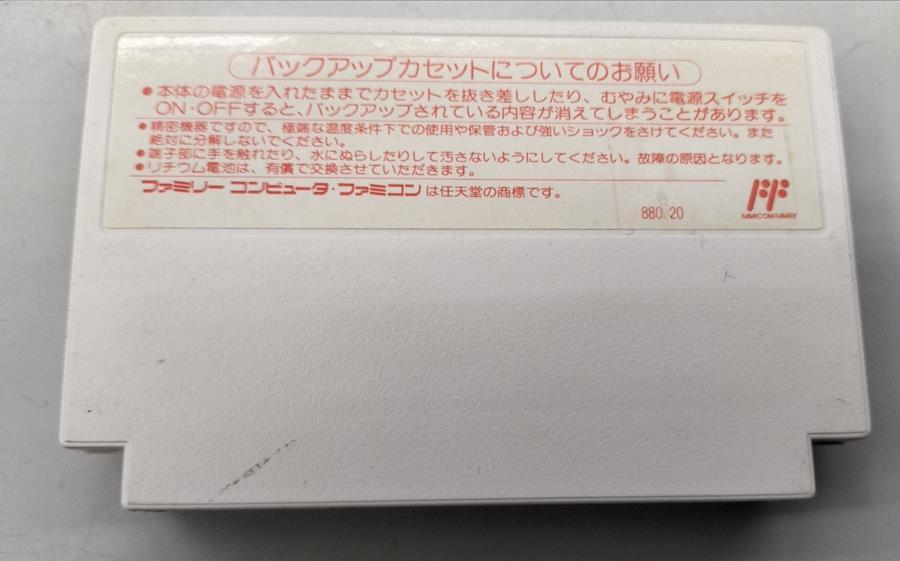 バックアップカセットについてのお願い
●本体の電源を入れたままでカセットを抜き差ししたり、むやみに電源スイッチを
ON・OFFすると、バックアップされている内容が消えてしまうことがあります。
●精密機器ですので、極端な温度条件下での使用や保管および強いショックをさけてください。また
絶対に分解しないでください。
●端子部に手を触れたり、水にぬらしたりして汚さないようにしてください。故障の原因となります。
●リチウム電池は、有償で交換させていただきます。
ファミリー コンピュータ・ファミコンは任天堂の商標です。
880.20
FAMICOM FAMILY